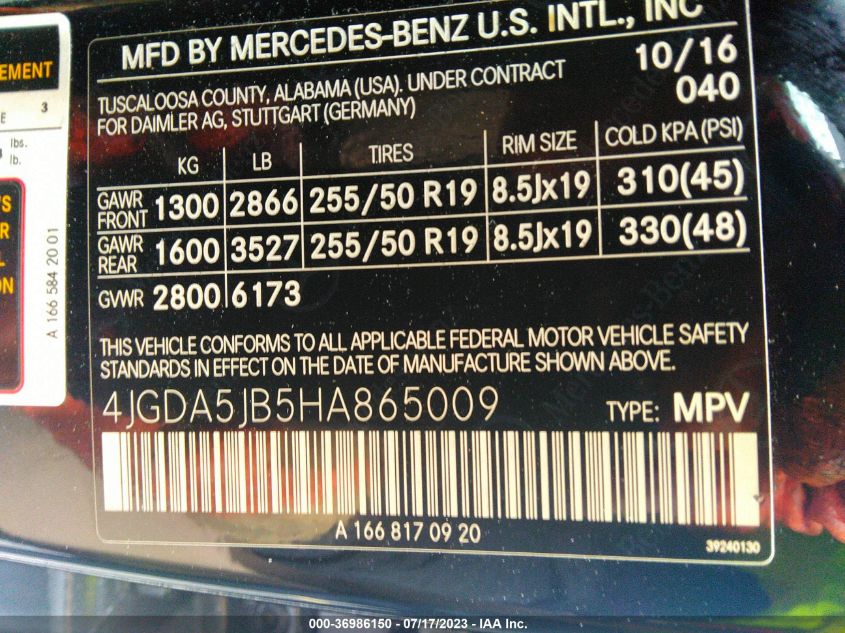 MFD BY MERCEDES-BENZ U.S. INTL., INC
TUSCALOOSA COUNTY, ALABAMA (USA). UNDER CONTRACT 10/16
FOR DAIMLER AG, STUTTGART (GERMANY) 040
KG LB TIRES RIM SIZE COLD KPA (PSI)
GAWR FRONT 1300 2866 255/50 R19 8.5Jx19 310(45)
GAWR REAR 1600 3527 255/50 R19 8.5Jx19 330(48)
GVWR 2800 6173
THIS VEHICLE CONFORMS TO ALL APPLICABLE FEDERAL MOTOR VEHICLE SAFETY
STANDARDS IN EFFECT ON THE DATE OF MANUFACTURE SHOWN ABOVE.
4JGDA5JB5HA865009 TYPE: MPV
A 166 817 09 20
39240130
3
lbs.
lb.
A 166 584 20 01
000-36986150 - 07/17/2023 - IAA Inc.